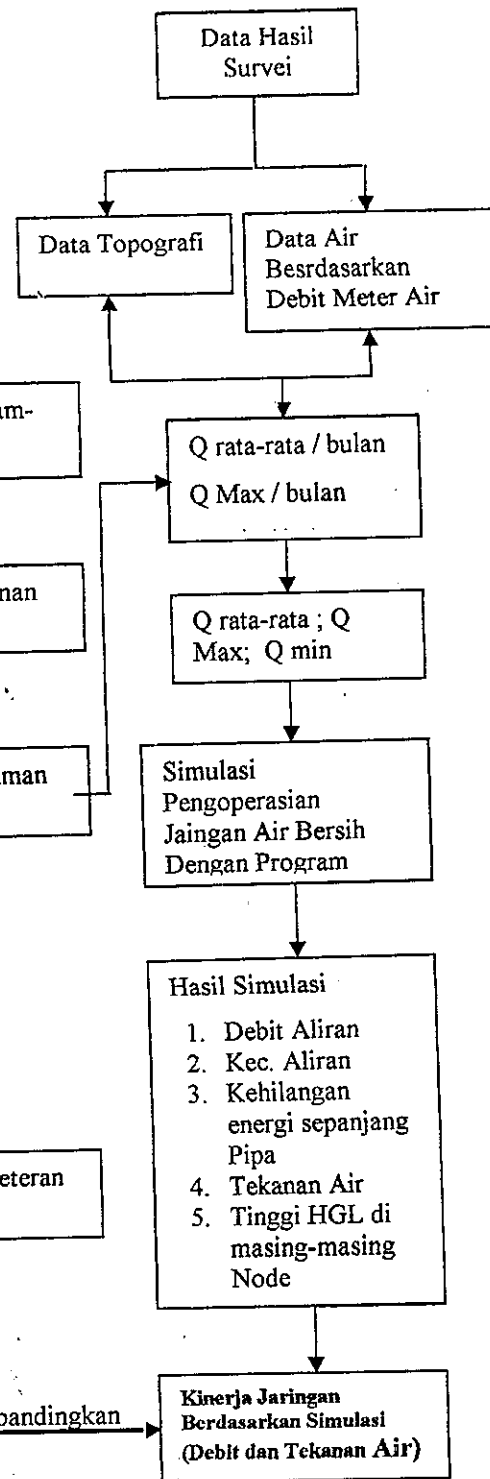 Data Hasil
Survei
Data Topografi
Data Air
Besrdasarkan
Debit Meter Air
um-
Q rata-rata / bulan
Q Max / bulan
nan
Q rata-rata ; Q
Max; Q min
man
Simulasi
Pengoperasian
Jaingan Air Bersih
Dengan Program
Hasil Simulasi
1. Debit Aliran
2. Kec. Aliran
3. Kehilangan
energi sepanjang
Pipa
4. Tekanan Air
5. Tinggi HGL di
masing-masing
Node
eteran
bandingkan
Kinerja Jaringan
Berdasarkan Simulasi
(Debit dan Tekanan Air)